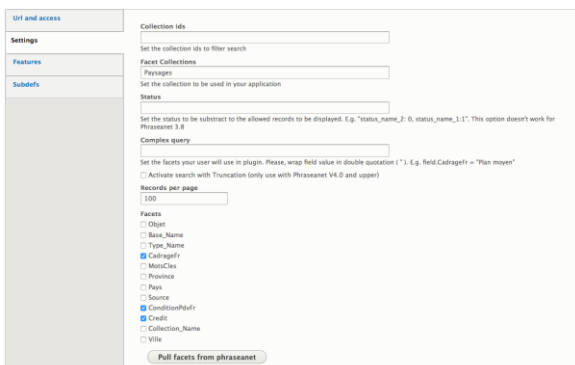 Url and access
Settings
Features
Subdefs
Collection ids
Set the collection ids to filter search
Facet Collections
Paysages
Set the collection to be used in your application
Status
Set the status to be substract to the allowed records to be displayed. E.g. "status_name_2: 0, status_name_1:1". This option doesn't work for
Phraseanet 3.8
Complex query
Set the facets your user will use in plugin. Please, wrap field value in double quotation ( " ). E.g. field.CadrageFr = "Plan moyen"
Activate search with Truncation (only use with Phraseanet V4.0 and upper)
Records per page
100
Facets
Objet
Base_Name
Type_Name
CadrageFr
MotsCles
Province
Pays
Source
ConditionPdvFr
Credit
Collection_Name
Ville
Pull facets from phraseanet